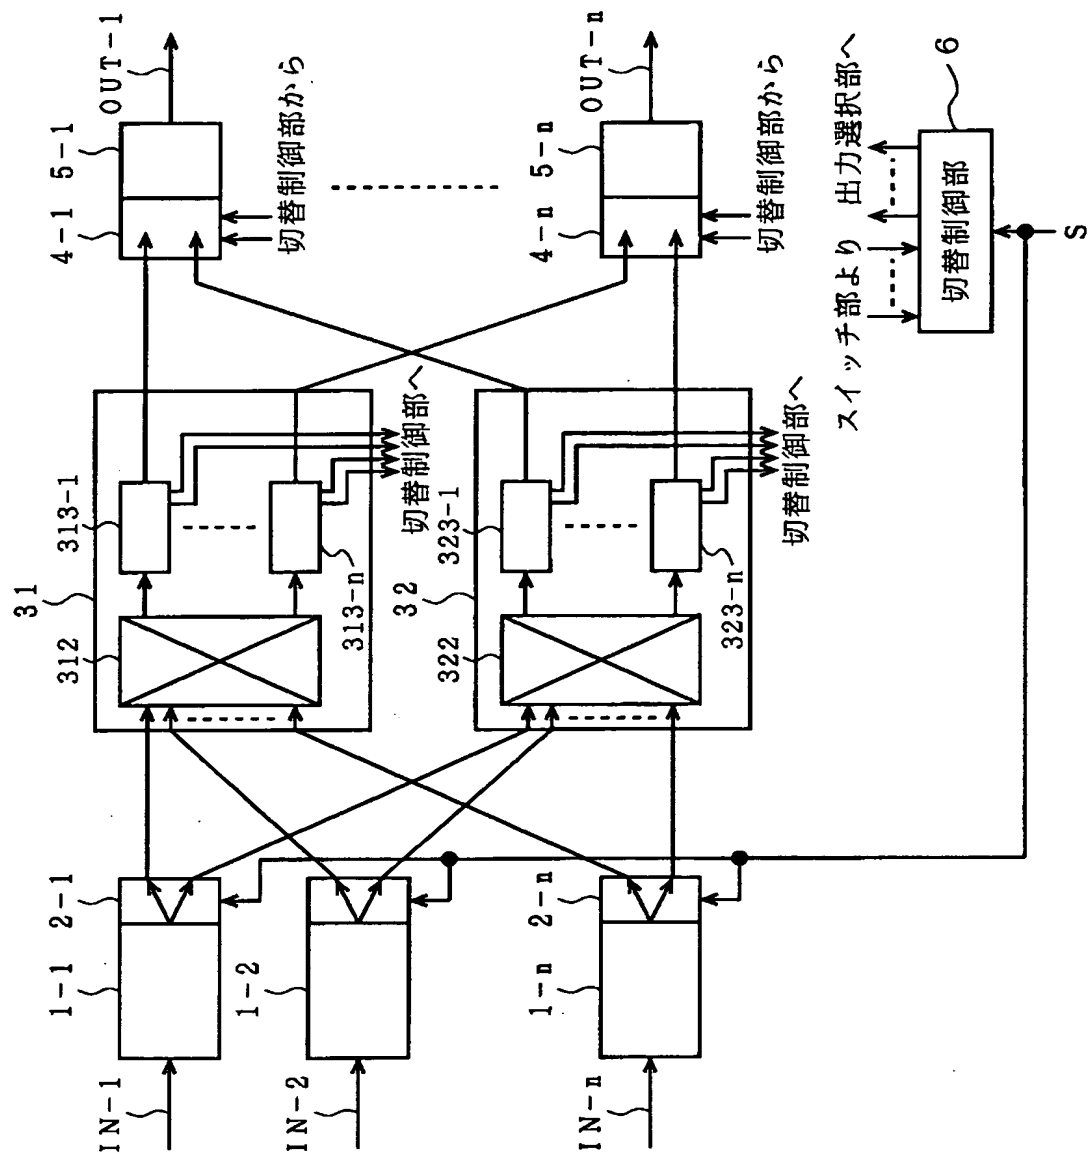 IN-1
IN-2
IN-n
1-1
2-1
1-2
1-n
2-n
31
312
313-1
313-n
切替制御部へ
32
322
323-1
323-n
切替制御部へ
4-1
5-1
OUT-1
切替制御部から
4-n
5-n
OUT-n
切替制御部から
スイッチ部より
出力選択部へ
切替制御部
6
S